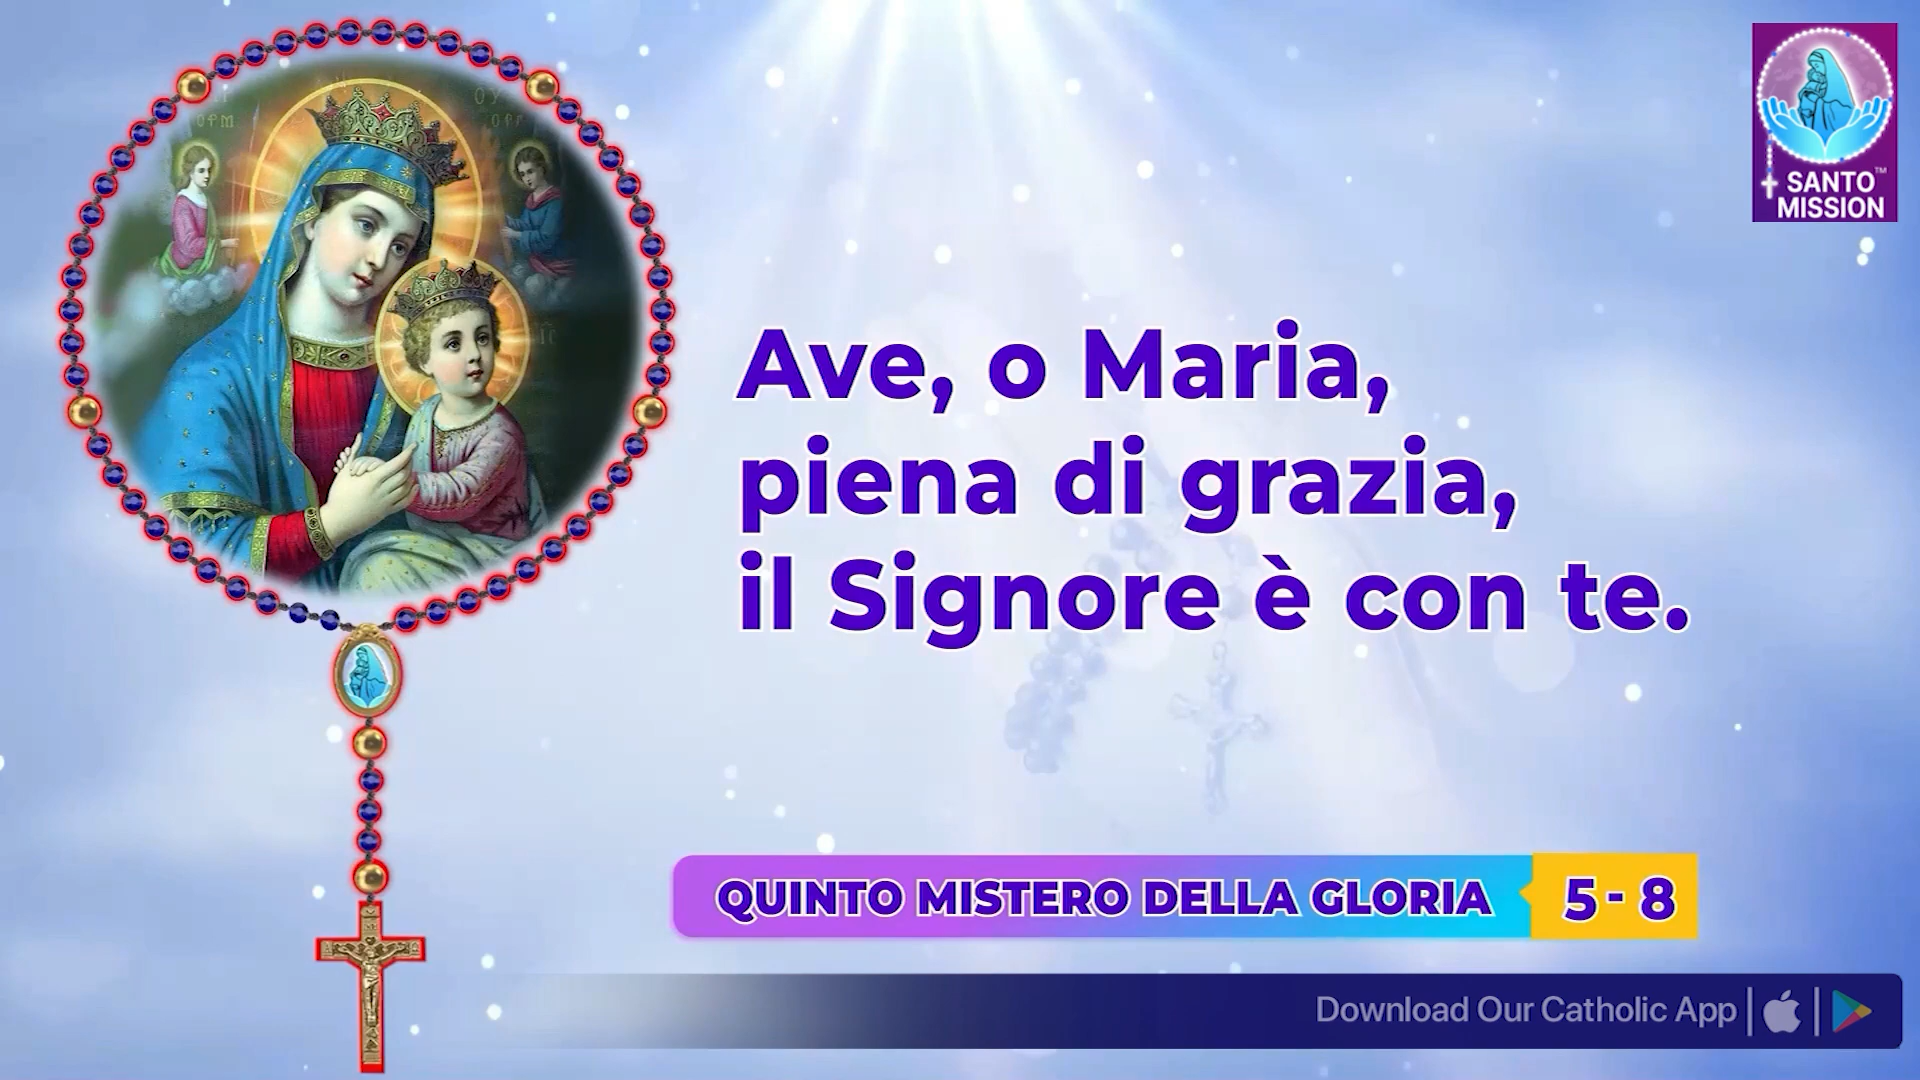 SANTO™
MISSION
Ave, o Maria,
piena di grazia,
il Signore è con te.
QUINTO MISTERO DELLA GLORIA
5 - 8
Download Our Catholic App